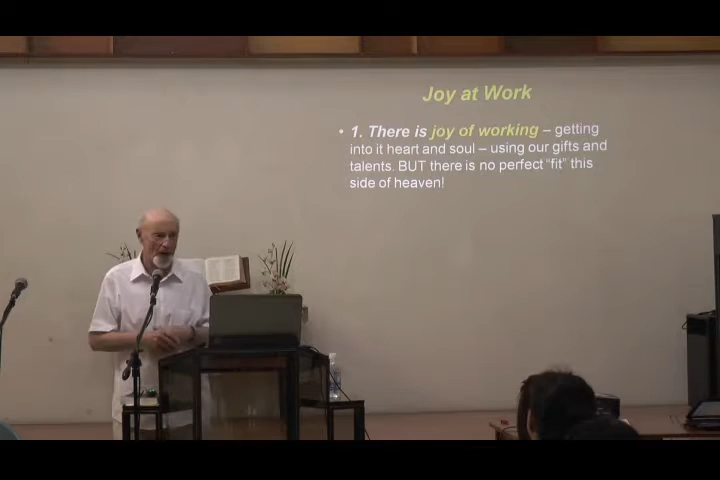 Joy at Work
• 1. There is joy of working – getting
into it heart and soul – using our gifts and
talents. BUT there is no perfect “fit” this
side of heaven!